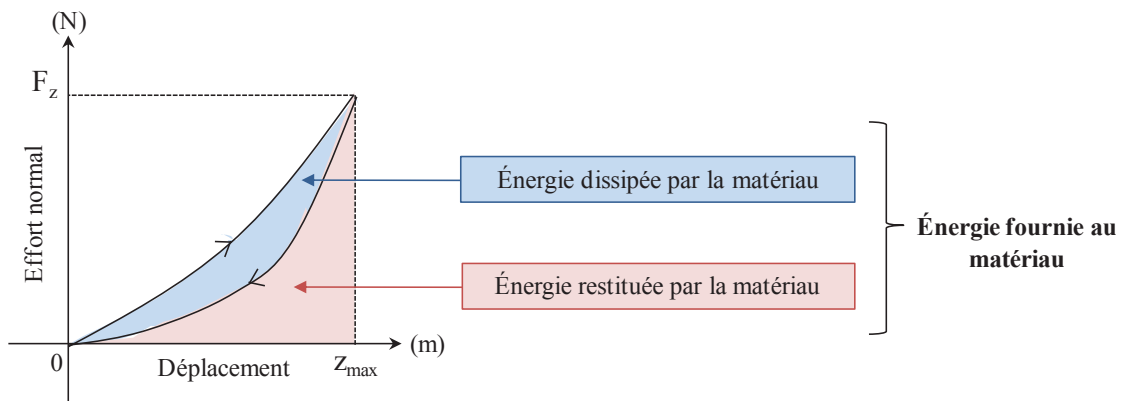 (N)
F_z
Effort normal
0
Déplacement
z_max
(m)
Énergie dissipée par la matériau
Énergie restituée par la matériau
Énergie fournie au
matériau